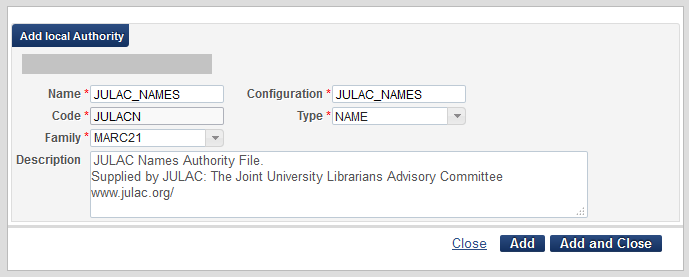 Add local Authority
Name * JULAC_NAMES Configuration * JULAC_NAMES
Code * JULACN Type * NAME
Family * MARC21
Description JULAC Names Authority File.
Supplied by JULAC: The Joint University Librarians Advisory Committee
www.julac.org/
Close Add Add and Close